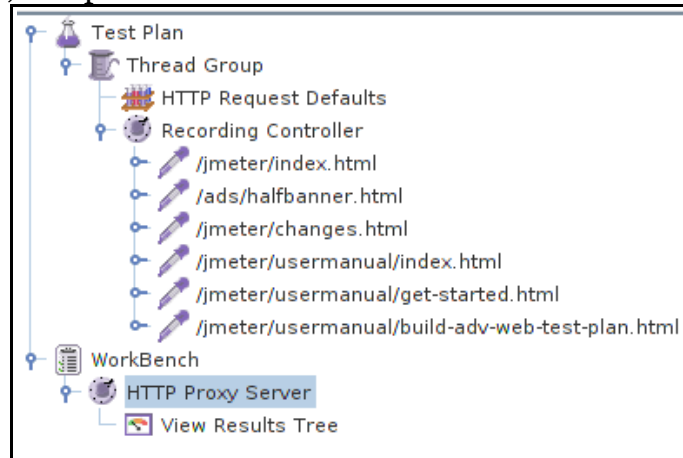 Test Plan
Thread Group
HTTP Request Defaults
Recording Controller
/jmeter/index.html
/ads/halfbanner.html
/jmeter/changes.html
/jmeter/usermanual/index.html
/jmeter/usermanual/get-started.html
/jmeter/usermanual/build-adv-web-test-plan.html
WorkBench
HTTP Proxy Server
View Results Tree